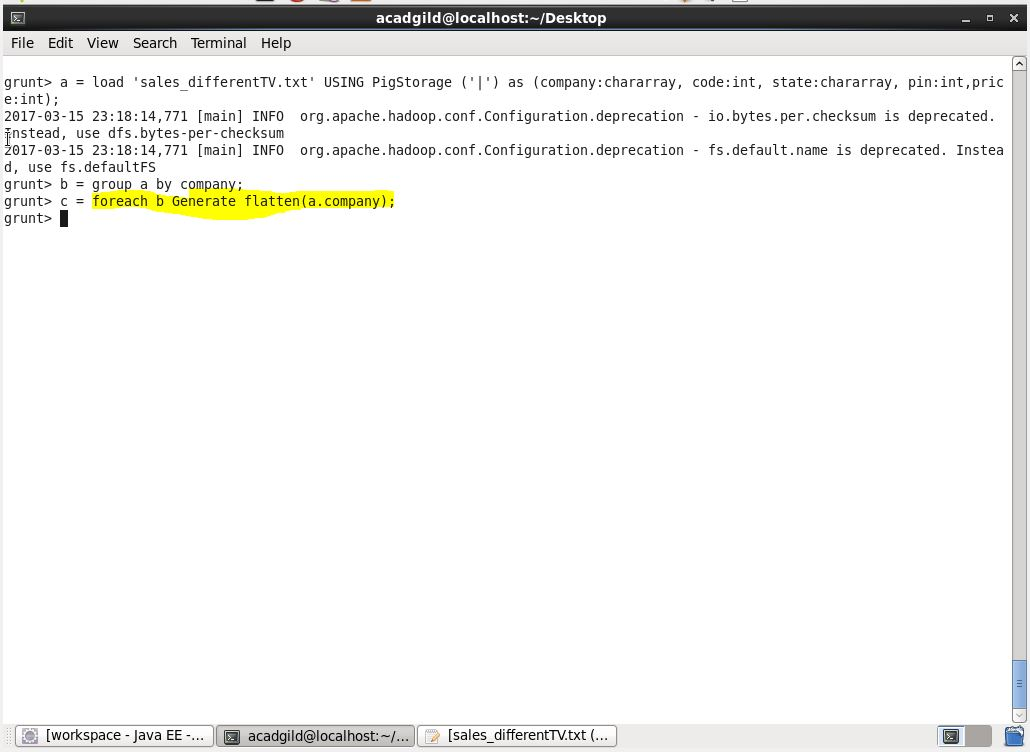 acadgild@localhost:~/Desktop
File Edit View Search Terminal Help
grunt> a = load 'sales_differentTV.txt' USING PigStorage ('|') as (company:chararray, code:int, state:chararray, pin:int,pric
e:int);
2017-03-15 23:18:14,771 [main] INFO  org.apache.hadoop.conf.Configuration.deprecation - io.bytes.per.checksum is deprecated.
Instead, use dfs.bytes-per-checksum
2017-03-15 23:18:14,771 [main] INFO  org.apache.hadoop.conf.Configuration.deprecation - fs.default.name is deprecated. Instea
d, use fs.defaultFS
grunt> b = group a by company;
grunt> c = foreach b Generate flatten(a.company);
grunt>
[workspace - Java EE -... acadgild@localhost:~/... [sales_differentTV.txt (...